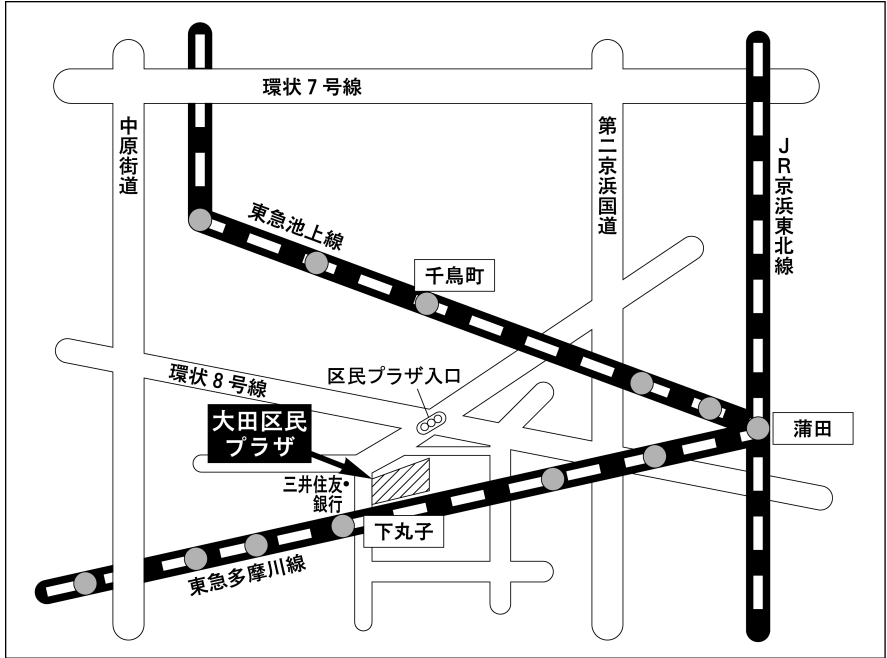 環状7号線
中原街道
第二京浜国道
JR京浜東北線
東急池上線
千鳥町
環状8号線
区民プラザ入口
大田区民
プラザ
蒲田
三井住友
銀行
下丸子
東急多摩川線